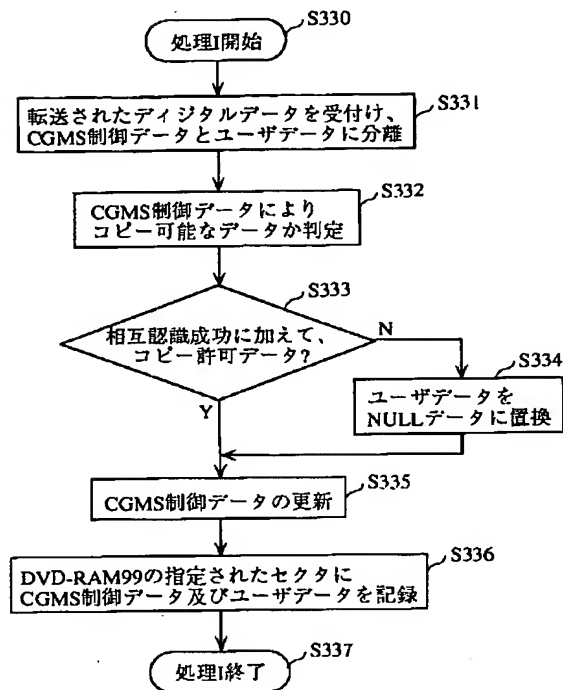 S330
処理I開始
S331
転送されたディジタルデータを受付け、
CGMS制御データとユーザデータに分離
S332
CGMS制御データにより
コピー可能なデータか判定
S333
相互認識成功に加えて、
コピー許可データ?
N
Y
S334
ユーザデータを
NULLデータに置換
S335
CGMS制御データの更新
S336
DVD-RAM99の指定されたセクタに
CGMS制御データ及びユーザデータを記録
S337
処理I終了